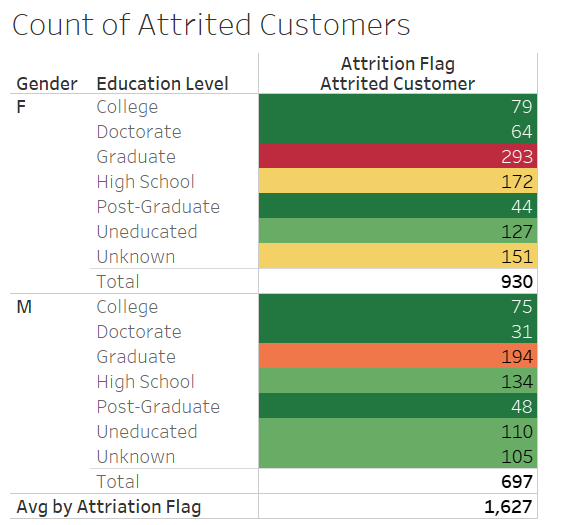 Count of Attrited Customers
Attrition Flag
Gender Education Level Attrited Customer
F College 79
Doctorate 64
Graduate 293
High School 172
Post-Graduate 44
Uneducated 127
Unknown 151
Total 930
M College 75
Doctorate 31
Graduate 194
High School 134
Post-Graduate 48
Uneducated 110
Unknown 105
Total 697
Avg by Attriation Flag 1,627